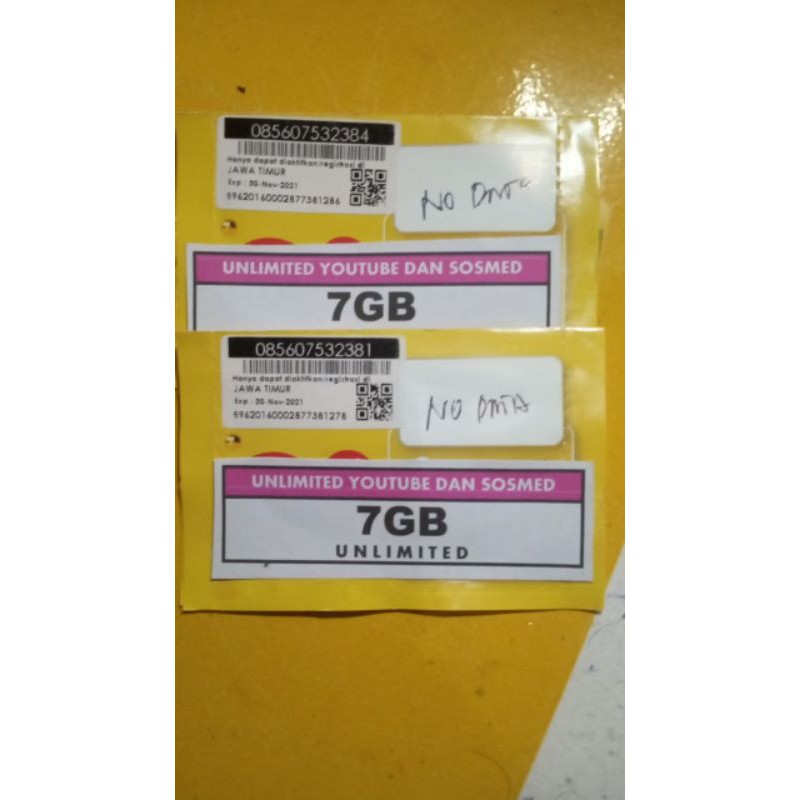 085607532384
Hanya dapat diaktifkan/registrasi di
JAWA TIMUR
Exp : 30-Nov-2021
89620160002877381286
NO DATA
UNLIMITED YOUTUBE DAN SOSMED
7GB
085607532381
Hanya dapat diaktifkan/registrasi di
JAWA TIMUR
Exp : 30-Nov-2021
89620160002877381278
NO DATA
UNLIMITED YOUTUBE DAN SOSMED
7GB
UNLIMITED